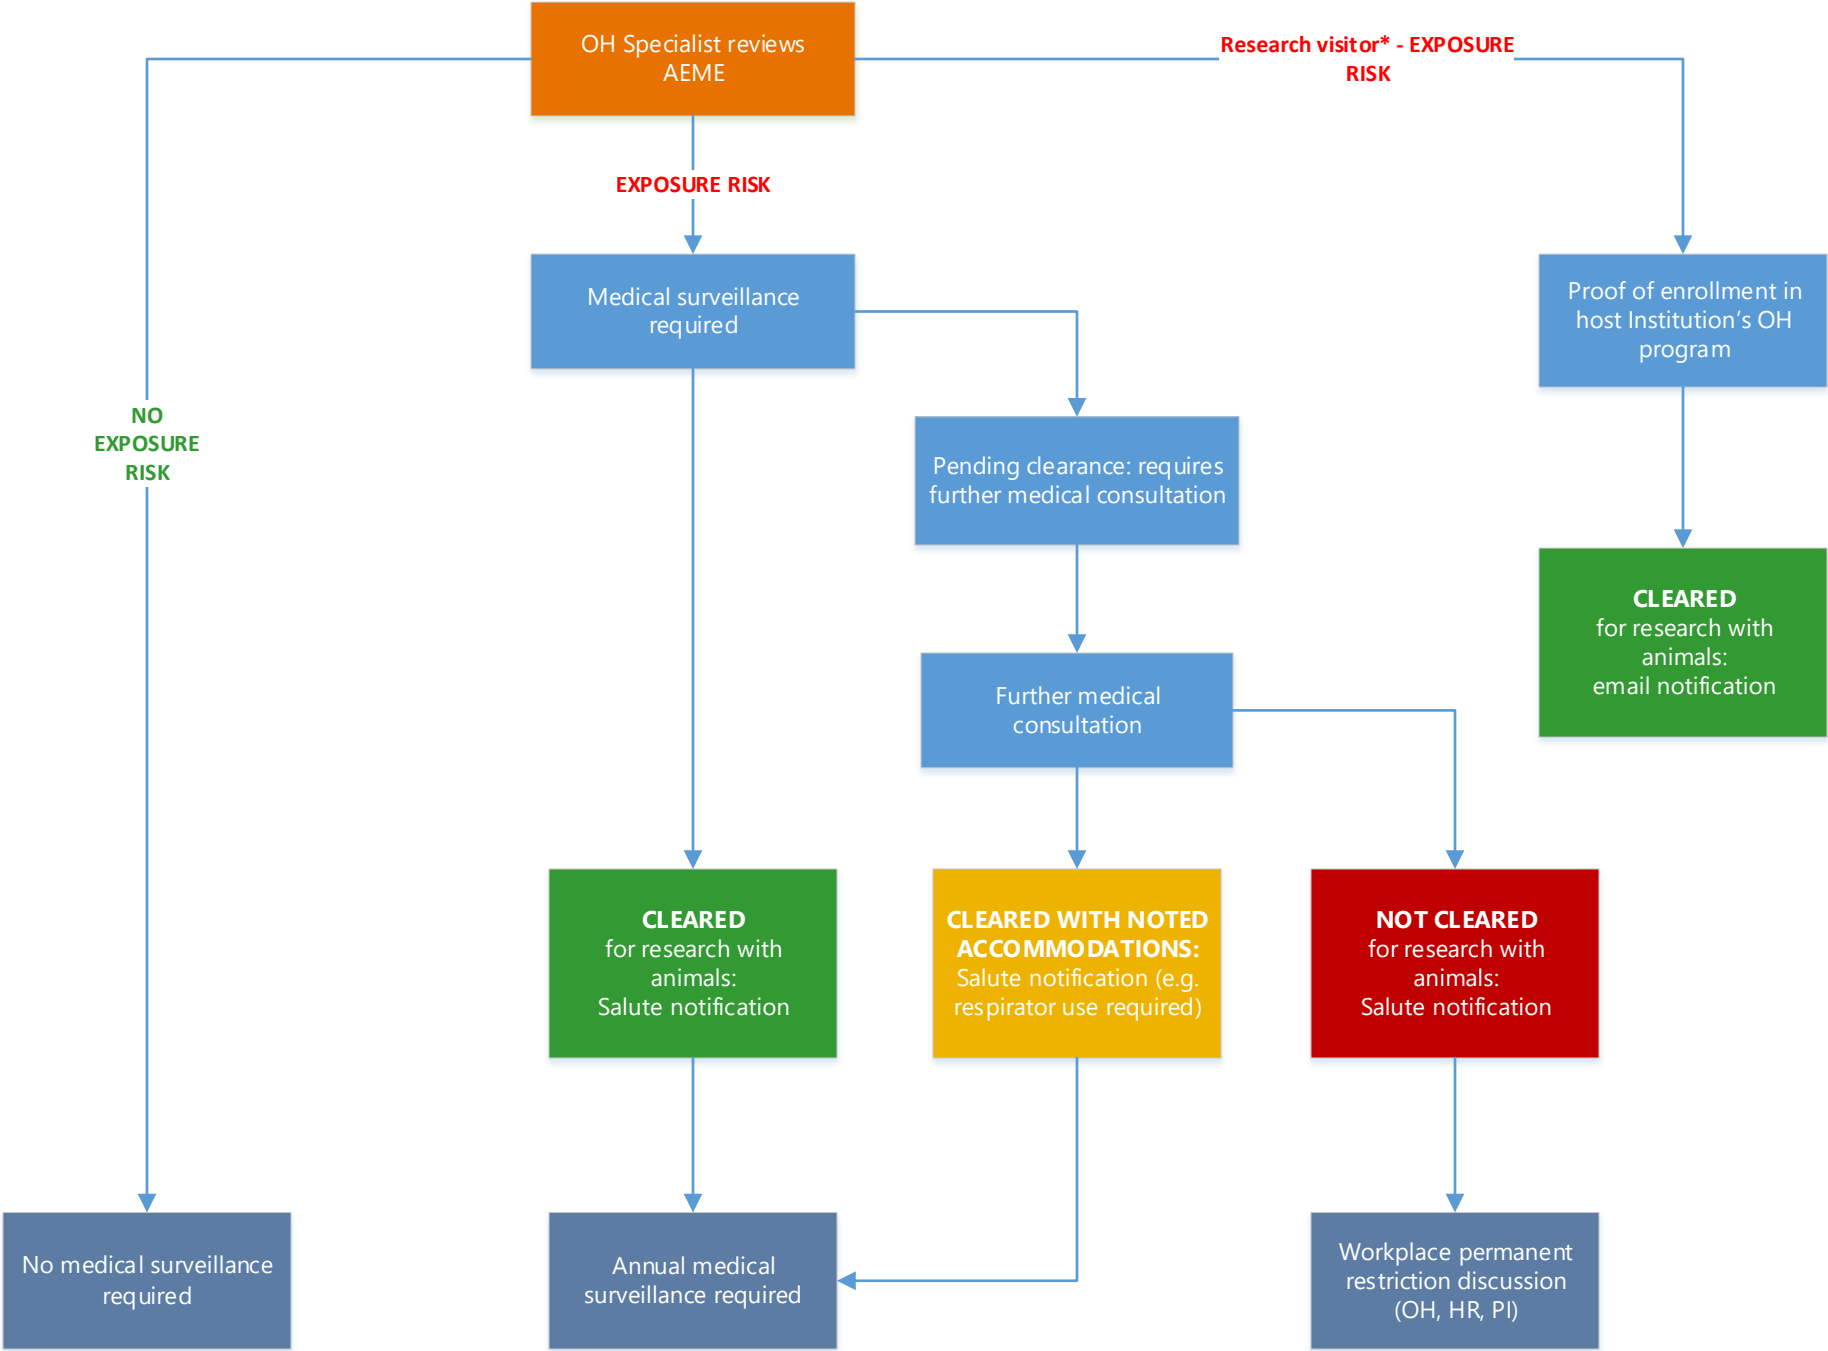 OH Specialist reviews
AEME
Research visitor* - EXPOSURE
RISK
EXPOSURE RISK
Medical surveillance
required
Proof of enrollment in
host Institution’s OH
program
NO
EXPOSURE
RISK
Pending clearance: requires
further medical consultation
CLEARED
for research with
animals:
email notification
Further medical
consultation
CLEARED
for research with
animals:
Salute notification
CLEARED WITH NOTED
ACCOMMODATIONS:
Salute notification (e.g.
respirator use required)
NOT CLEARED
for research with
animals:
Salute notification
No medical surveillance
required
Annual medical
surveillance required
Workplace permanent
restriction discussion
(OH, HR, PI)